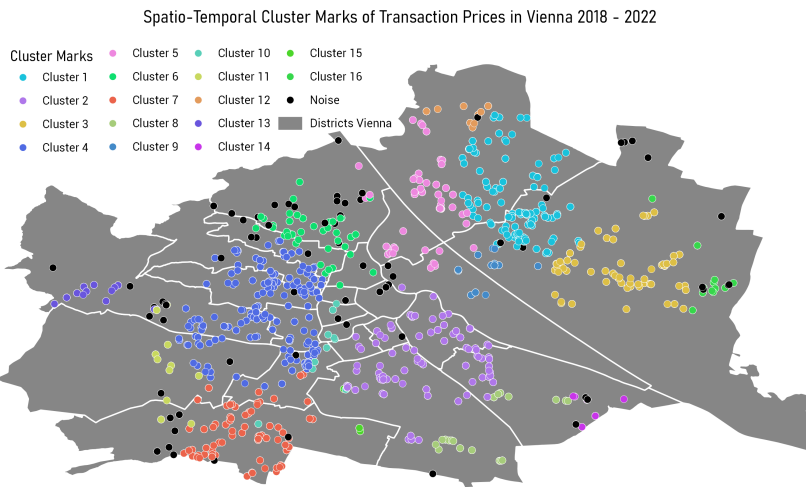 Spatio-Temporal Cluster Marks of Transaction Prices in Vienna 2018 - 2022
Cluster Marks
Cluster 1
Cluster 2
Cluster 3
Cluster 4
Cluster 5
Cluster 6
Cluster 7
Cluster 8
Cluster 9
Cluster 10
Cluster 11
Cluster 12
Cluster 13
Cluster 14
Cluster 15
Cluster 16
Noise
Districts Vienna